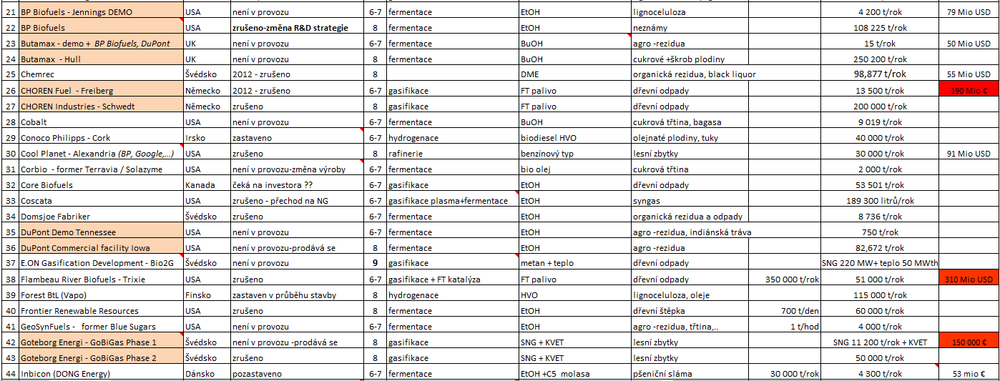 21 BP Biofuels - Jennings DEMO USA není v provozu 6-7 fermentace EtOH lignoceluloza 4 200 t/rok 79 Mio USD
22 BP Biofuels USA zrušeno-změna R&D strategie 8 fermentace EtOH neznámy 108 225 t/rok
23 Butamax - demo + BP Biofuels, DuPont UK není v provozu 6-7 fermentace BuOH agro -rezidua 15 t/rok 50 Mio USD
24 Butamax - Hull UK není v provozu 8 fermentace BuOH cukrové +škrob plodiny 250 200 t/rok
25 Chemrec Švédsko 2012 - zrušeno 8 DME organická rezidua, black liquor 98,877 t/rok 55 Mio USD
26 CHOREN Fuel - Freiberg Německo 2012 - zrušeno 6-7 gasifikace FT palivo dřevní odpady 13 500 t/rok 190 Mio €
27 CHOREN Industries - Schwedt Německo zrušeno 8 gasifikace FT palivo dřevní odpady 200 000 t/rok
28 Cobalt USA není v provozu 6-7 fermentace BuOH cukrová třtina, bagasa 9 019 t/rok
29 Conoco Philipps - Cork Irsko zastaveno 6-7 hydrogenace biodiesel HVO olejnaté plodiny, tuky 40 000 t/rok
30 Cool Planet - Alexandria (BP, Google,...) USA zrušeno 8 rafinerie benzínový typ lesní zbytky 30 000 t/rok 91 Mio USD
31 Corbio - former Terravia / Solazyme USA není v provozu-změna výroby 6-7 fermentace bio olej cukrová třtina 2 000 t/rok
32 Core Biofuels Kanada čeká na investora ?? 6-7 gasifikace EtOH dřevní odpady 53 501 t/rok
33 Coscata USA zrušeno - přechod na NG 6-7 gasifikace plasma+fermentace EtOH syngas 189 300 litrů/rok
34 Domsjoe Fabriker Švédsko zrušeno 6-7 fermentace EtOH organická rezidua a odpady 8 736 t/rok
35 DuPont Demo Tennessee USA není v provozu 6-7 fermentace EtOH agro -rezidua, indiánská tráva 750 t/rok
36 DuPont Commercial facility Iowa USA není v provozu-prodává se 8 fermentace EtOH agro -rezidua 82,672 t/rok
37 E.ON Gasification Development - Bio2G Švédsko není v provozu 9 gasifikace metan + teplo dřevní odpady SNG 220 MW+ teplo 50 MWth
38 Flambeau River Biofuels - Trixie USA zrušeno 6-7 gasifikace + FT katalýza FT palivo dřevní odpady 350 000 t/rok 51 000 t/rok 310 Mio USD
39 Forest BtL (Vapo) Finsko zastaven v průběhu stavby 8 hydrogenace HVO lignoceluloza, oleje 115 000 t/rok
40 Frontier Renewable Resources USA zrušeno 8 fermentace EtOH dřevní štěpka 700 t/den 60 000 t/rok
41 GeoSynFuels - former Blue Sugars USA není v provozu 6-7 fermentace EtOH agro -rezidua, třtina,.. 1 t/hod 4 000 t/rok
42 Goteborg Energi - GoBiGas Phase 1 Švédsko není v provozu -prodává se 8 gasifikace SNG + KVET lesní zbytky SNG 11 200 t/rok + KVET 150 000 €
43 Goteborg Energi - GoBiGas Phase 2 Švédsko zrušeno 8 gasifikace SNG + KVET lesní zbytky 50 000 t/rok
44 Inbicon (DONG Energy) Dánsko pozastaveno 6-7 fermentace EtOH +C5 molasa pšeniční sláma 30 000 t/rok 4 300 t/rok 53 mio €